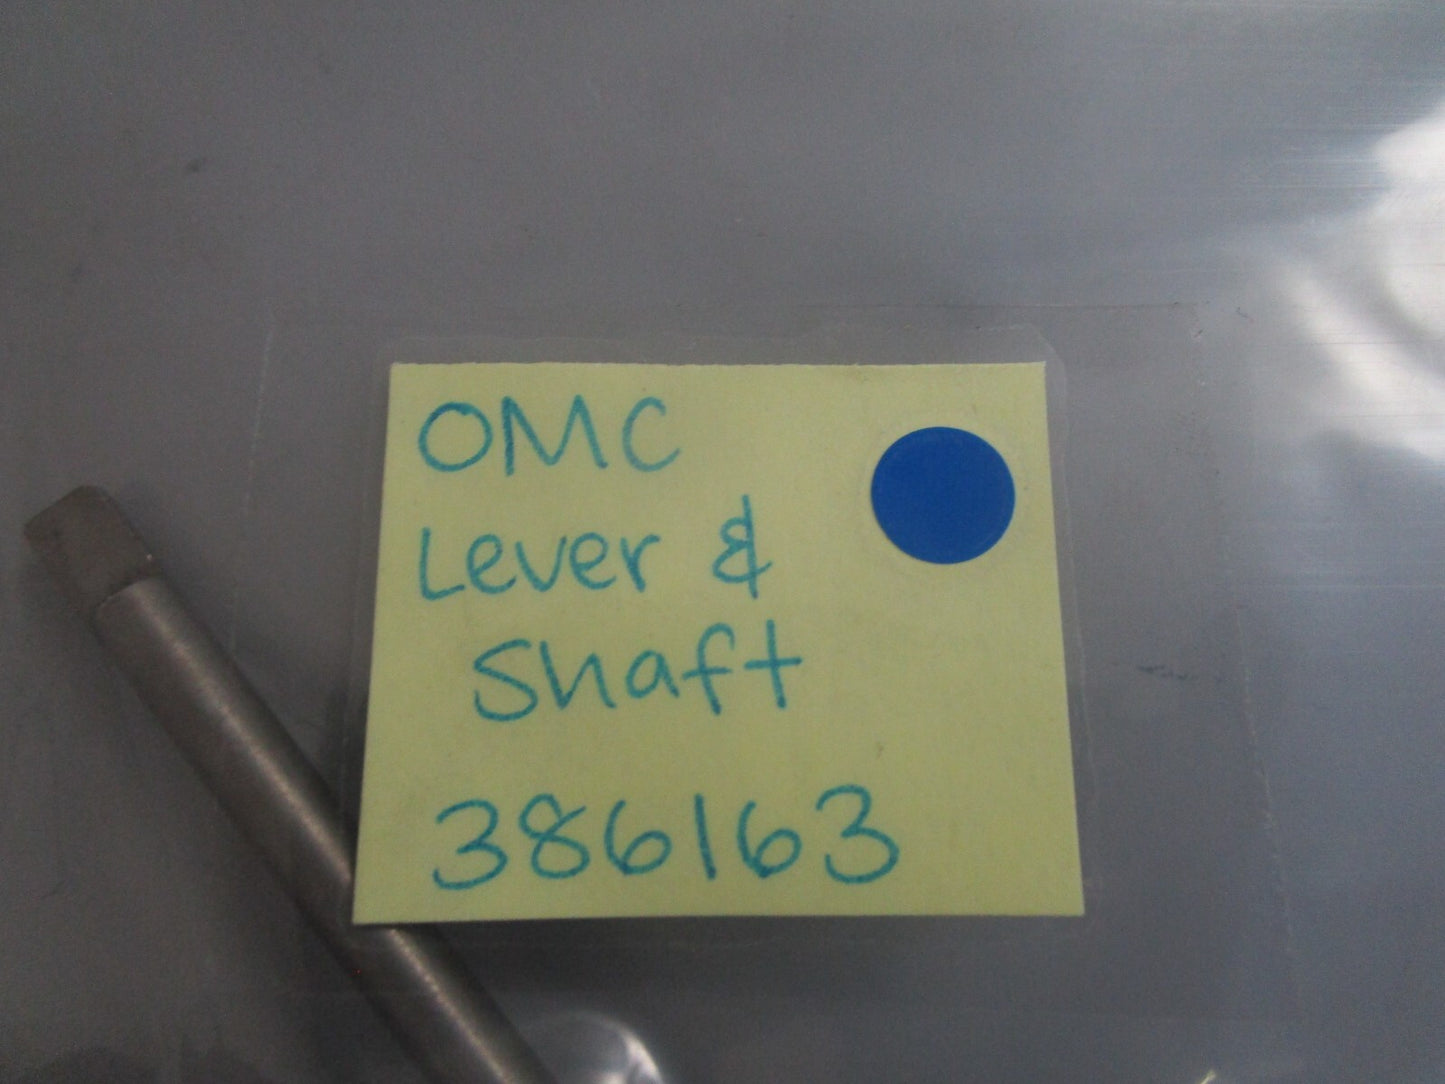 OMC
Lever &
Shaft
386163